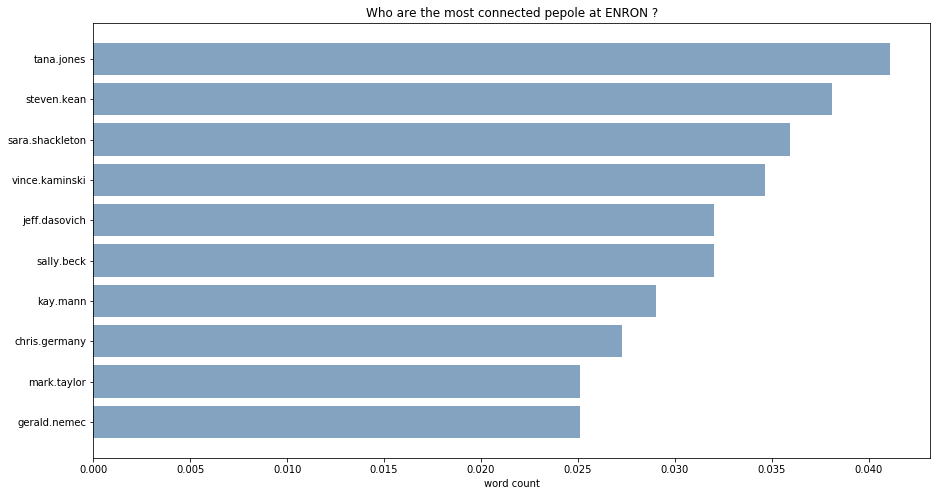 Who are the most connected pepole at ENRON ?
tana.jones
steven.kean
sara.shackleton
vince.kaminski
jeff.dasovich
sally.beck
kay.mann
chris.germany
mark.taylor
gerald.nemec
0.000 0.005 0.010 0.015 0.020 0.025 0.030 0.035 0.040
word count